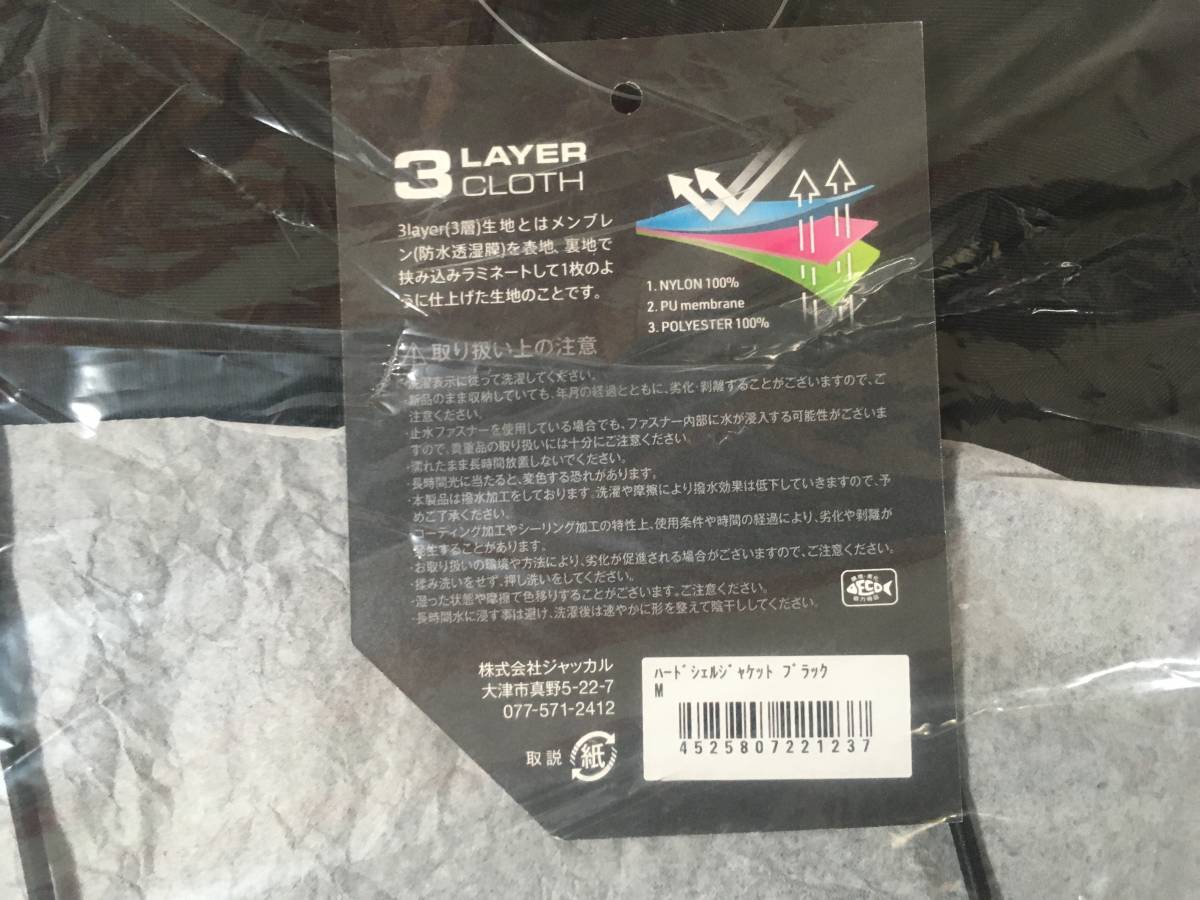 3 LAYER
CLOTH
3layer(3層)生地とはメンブレ
ン(防水透湿膜)を表地、裏地で
挟み込みラミネートして1枚のよ
うに仕上げた生地のことです。
1. NYLON 100%
2. PU membrane
3. POLYESTER 100%
取り扱い上の注意
・洗濯表示に従って洗濯してください。
・新品のまま収納していても、年月の経過とともに、劣化・剥離することがございますので、ご
注意ください。
・止水ファスナーを使用している場合でも、ファスナー内部に水が浸入する可能性がございま
すので、貴重品の取り扱いには十分にご注意ください。
・濡れたまま長時間放置しないでください。
・長時間光に当たると、変色する恐れがあります。
・本製品は撥水加工をしております。洗濯や摩擦により撥水効果は低下していきますので、予
めご了承ください。
・コーティング加工やシーリング加工の特性上、使用条件や時間の経過により、劣化や剥離が
発生することがあります。
・お取り扱いの環境や方法により、劣化が促進される場合がございますので、ご注意ください。
・揉み洗いをせず、押し洗いをしてください。
・湿った状態や摩擦で色移りすることがございます。ご注意ください。
・長時間水に浸す事は避け、洗濯後は速やかに形を整えて陰干ししてください。
ECO
株式会社ジャッカル
大津市真野5-22-7
077-571-2412
取説 紙
ﾊｰﾄﾞｼｪﾙｼﾞｬｹｯﾄ ﾌﾞﾗｯｸ
M
4525807221237